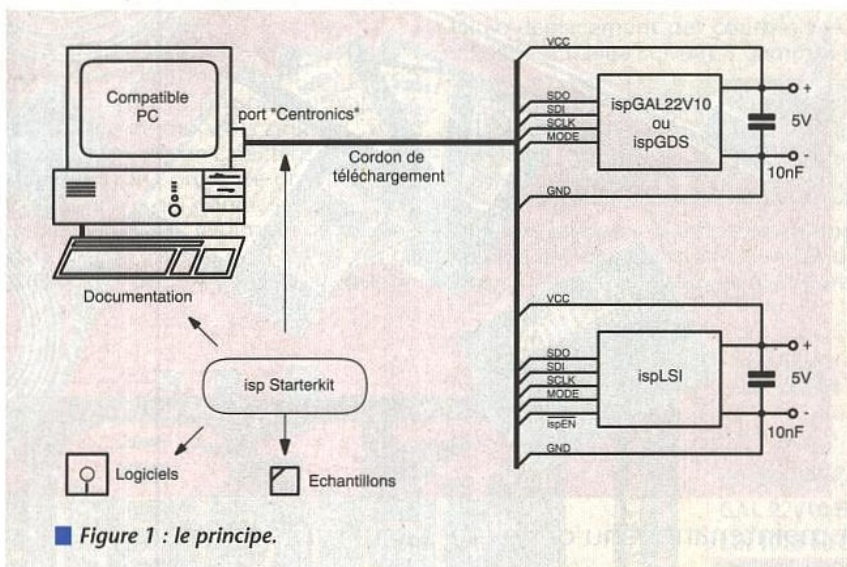 Compatible
PC
port "Centronics"
Cordon de
téléchargement
Documentation
isp Starterkit
Logiciels
Echantillons
VCC
SDO
SDI
SCLK
MODE
GND
ispGAL22V10
ou
ispGDS
+
5V
-
10nF
VCC
SDO
SDI
SCLK
MODE
ispEN
GND
ispLSI
+
5V
-
10nF
Figure 1 : le principe.